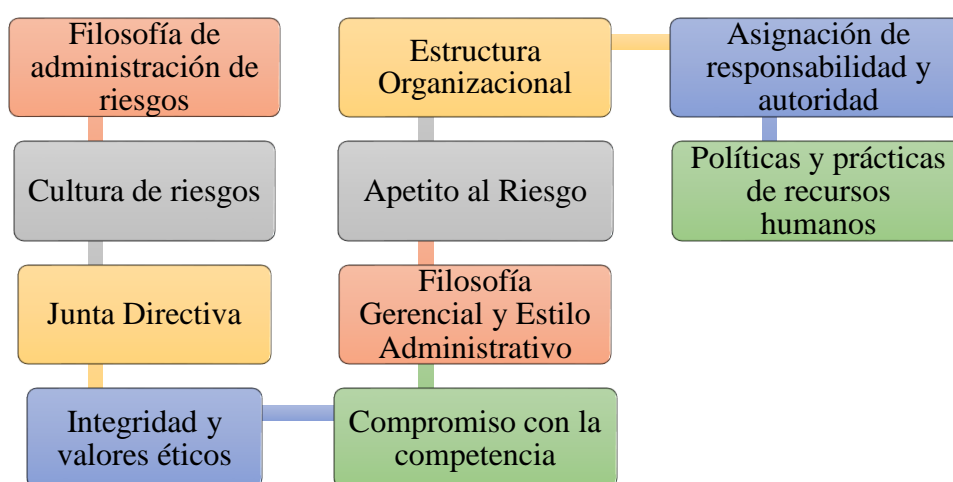 Filosofía de
administración de
riesgos
Cultura de riesgos
Junta Directiva
Integridad y
valores éticos
Compromiso con la
competencia
Filosofía
Gerencial y Estilo
Administrativo
Apetito al Riesgo
Estructura
Organizacional
Asignación de
responsabilidad y
autoridad
Políticas y prácticas
de recursos
humanos